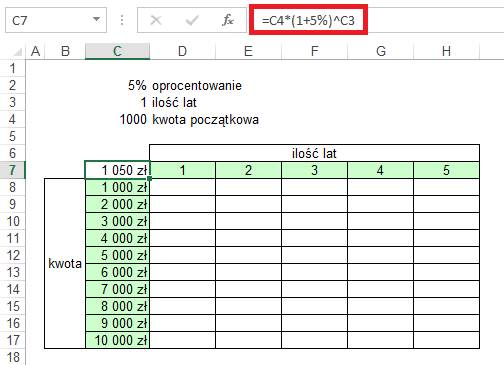 C7 fx =C4*(1+5%)^C3
A B C D E F G H
1
2 5% oprocentowanie
3 1 ilość lat
4 1000 kwota początkowa
5
6 ilość lat
7 1 050 zł 1 2 3 4 5
8 1 000 zł
9 2 000 zł
10 3 000 zł
11 4 000 zł
12 5 000 zł
kwota
13 6 000 zł
14 7 000 zł
15 8 000 zł
16 9 000 zł
17 10 000 zł
18